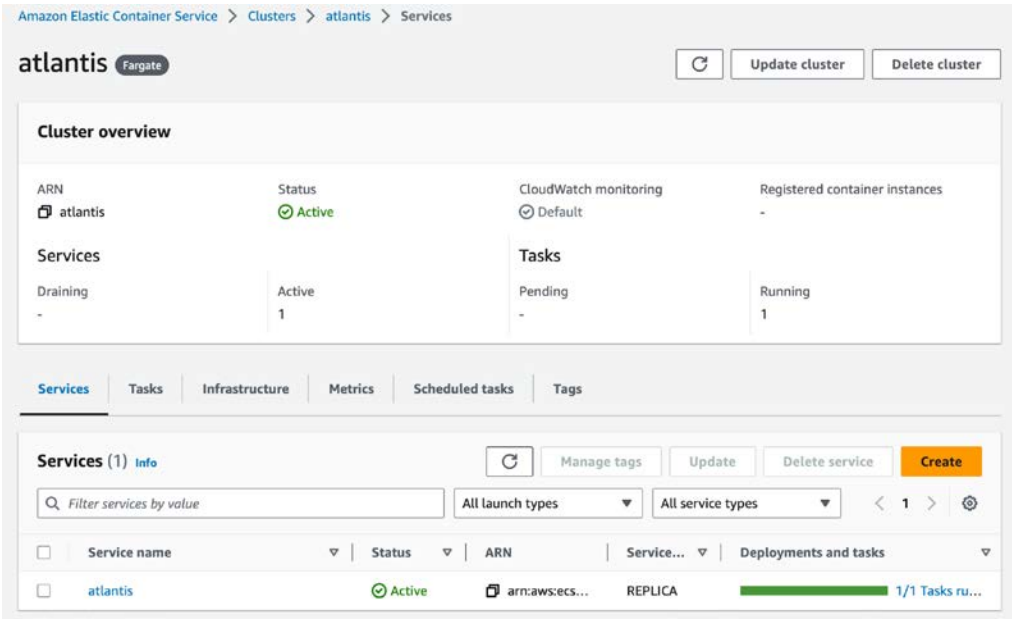 Amazon Elastic Container Service > Clusters > atlantis > Services
atlantis Fargate Update cluster Delete cluster
Cluster overview
ARN Status CloudWatch monitoring Registered container instances
atlantis Active Default -
Services Tasks
Draining Active Pending Running
- 1 - 1
Services Tasks Infrastructure Metrics Scheduled tasks Tags
Services (1) Info Manage tags Update Delete service Create
Filter services by value All launch types All service types < 1 >
Service name Status ARN Service... Deployments and tasks
atlantis Active arn:aws:ecs... REPLICA 1/1 Tasks ru...